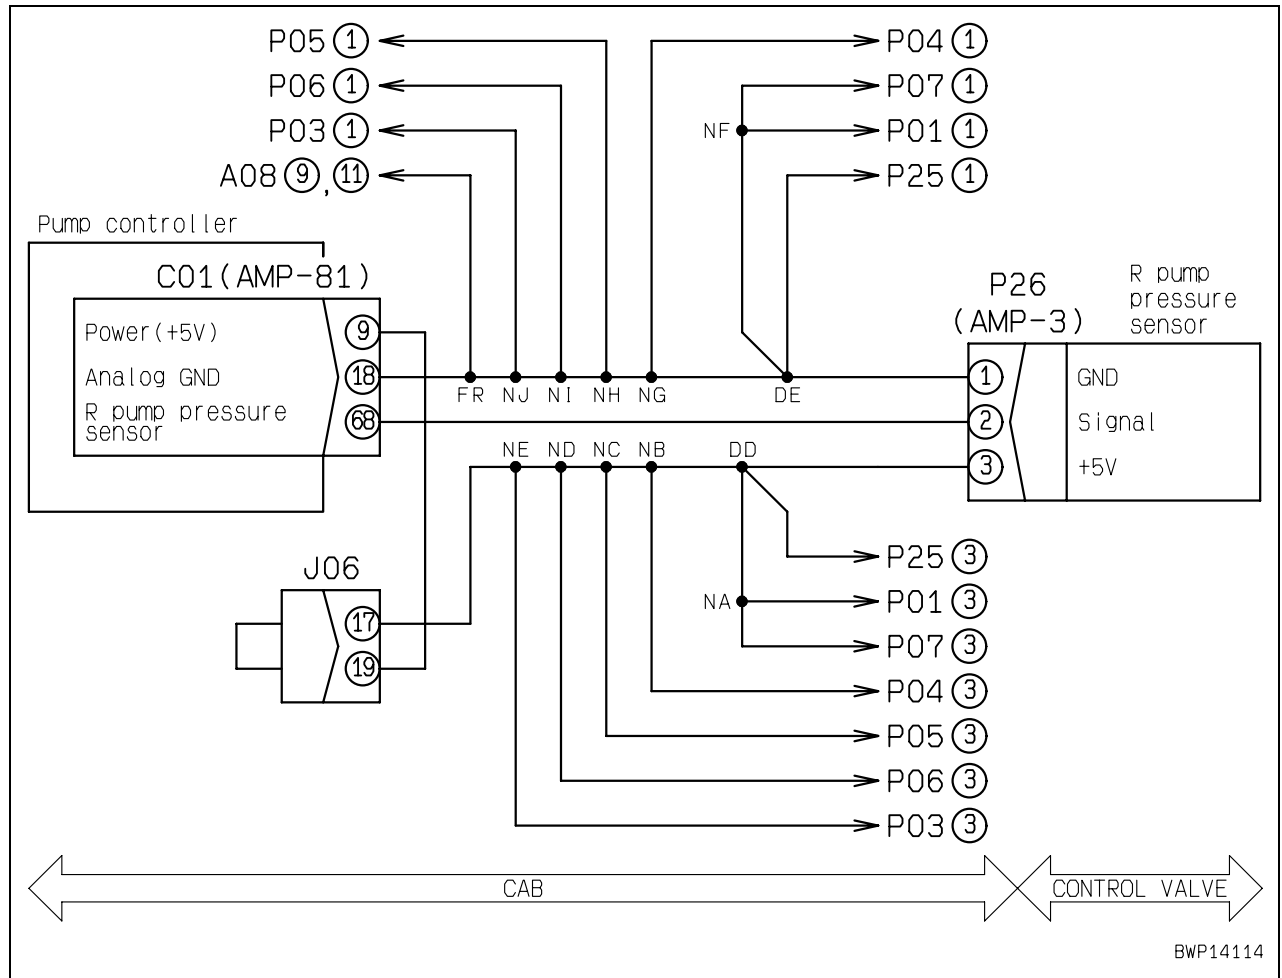 P05 1
P04 1
P06 1
P07 1
P03 1
NF
P01 1
A08 9, 11
P25 1
Pump controller
C01(AMP-81)
P26
(AMP-3)
R pump
pressure
sensor
Power(+5V)
9
Analog GND
18
FR NJ NI NH NG DE
1
GND
R pump pressure
sensor
68
2
Signal
NE ND NC NB DD
3
+5V
J06
17
19
P25 3
NA
P01 3
P07 3
P04 3
P05 3
P06 3
P03 3
CAB
CONTROL VALVE
BWP14114